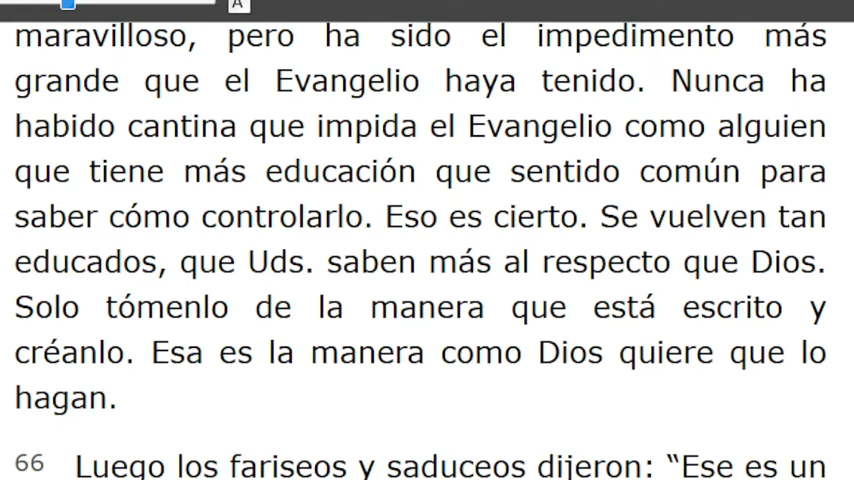 A
maravilloso, pero ha sido el impedimento más
grande que el Evangelio haya tenido. Nunca ha
habido cantina que impida el Evangelio como alguien
que tiene más educación que sentido común para
saber cómo controlarlo. Eso es cierto. Se vuelven tan
educados, que Uds. saben más al respecto que Dios.
Solo tómenlo de la manera que está escrito y
créanlo. Esa es la manera como Dios quiere que lo
hagan.
66 Luego los fariseos y saduceos dijeron: “Ese es un